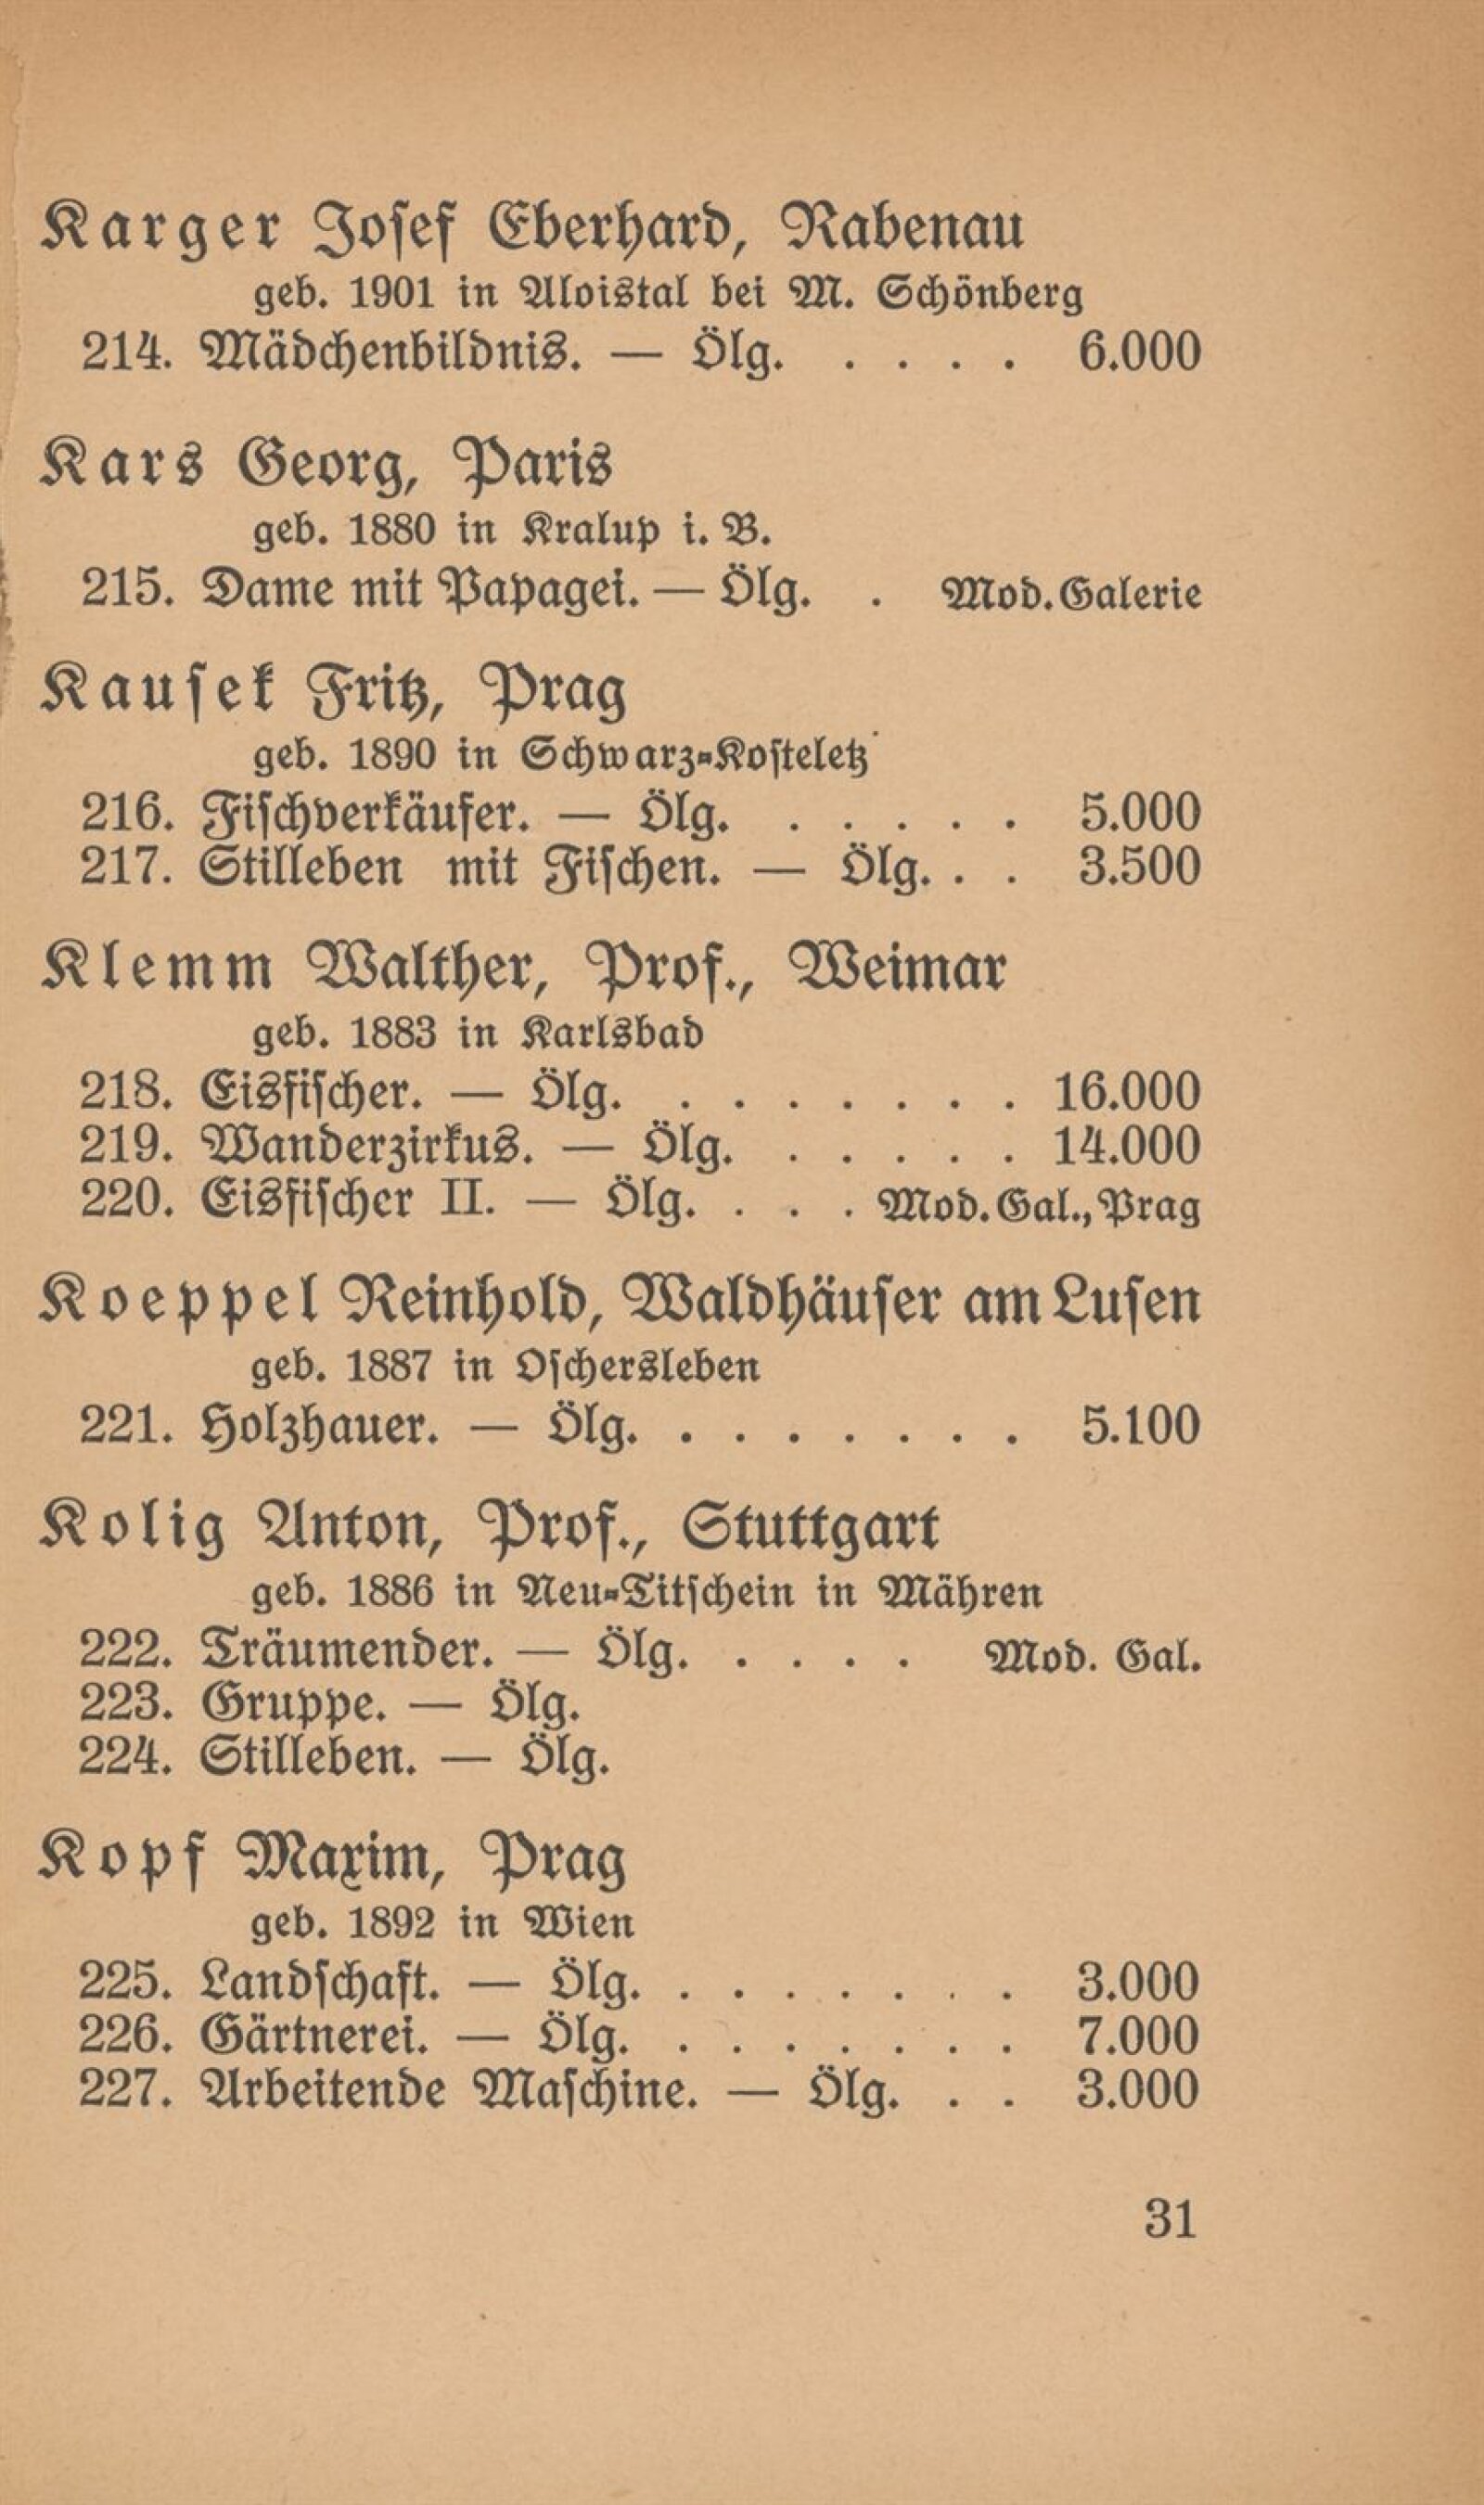 Karger Josef Eberhard, Rabenau
geb. 1901 in Aloistal bei M. Schönberg
214. Mädchenbildnis. — Ölg. . . . . 6.000
Kars Georg, Paris
geb. 1880 in Kralup i. B.
215. Dame mit Papagei. — Ölg. . Mod. Galerie
Kausek Fritz, Prag
geb. 1890 in Schwarz-Kosteletz
216. Fischverkäufer. — Ölg. . . . . . 5.000
217. Stilleben mit Fischen. — Ölg. . . 3.500
Klemm Walther, Prof., Weimar
geb. 1883 in Karlsbad
218. Eisfischer. — Ölg. . . . . . . . 16.000
219. Wanderzirkus. — Ölg. . . . . . 14.000
220. Eisfischer II. — Ölg. . . . Mod. Gal., Prag
Koeppel Reinhold, Waldhäuser am Lusen
geb. 1887 in Oschersleben
221. Holzhauer. — Ölg. . . . . . . . 5.100
Kolig Anton, Prof., Stuttgart
geb. 1886 in Neu-Titschein in Mähren
222. Träumender. — Ölg. . . . . Mod. Gal.
223. Gruppe. — Ölg.
224. Stilleben. — Ölg.
Kopf Maxim, Prag
geb. 1892 in Wien
225. Landschaft. — Ölg. . . . . . . . 3.000
226. Gärtnerei. — Ölg. . . . . . . . 7.000
227. Arbeitende Maschine. — Ölg. . . 3.000
31